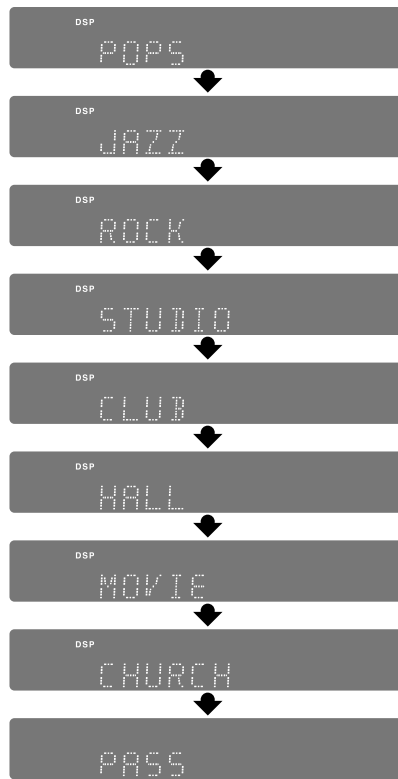 DSP
POPS
DSP
JAZZ
DSP
ROCK
DSP
STUDIO
DSP
CLUB
DSP
HALL
DSP
MOVIE
DSP
CHURCH
PASS